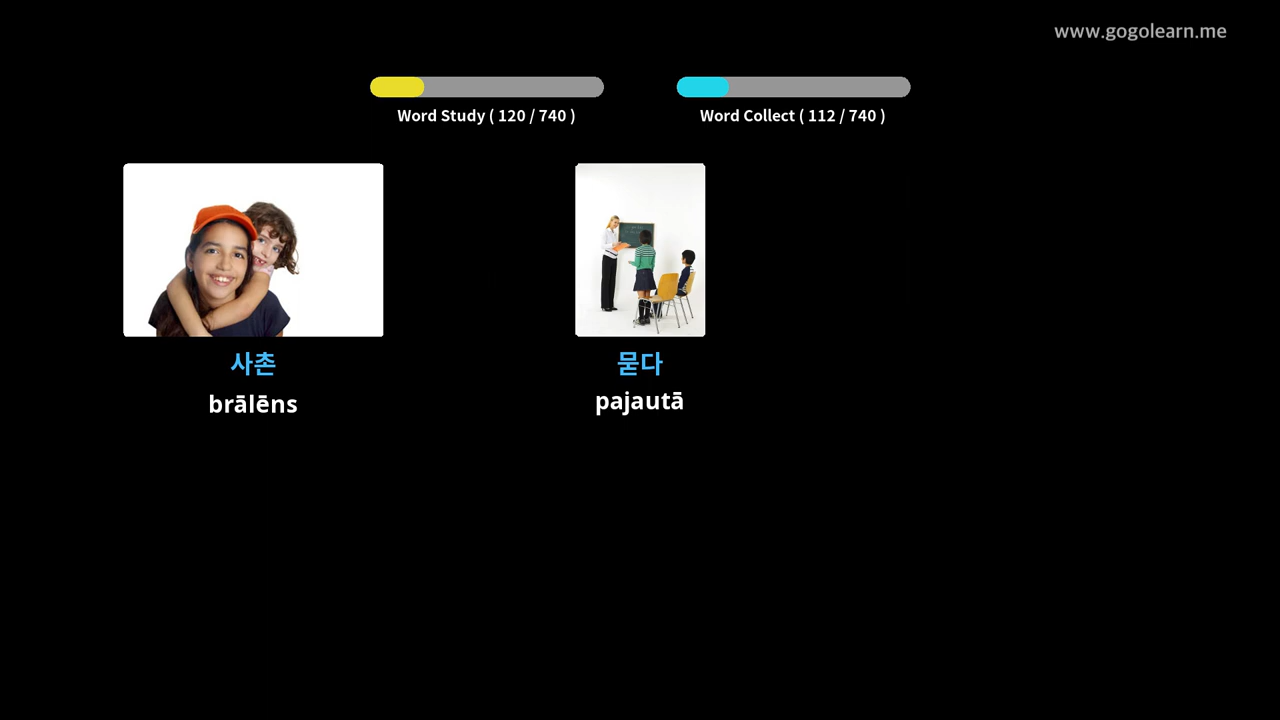 www.gogolearn.me
Word Study ( 120 / 740 )
Word Collect ( 112 / 740 )
사촌
brālēns
묻다
pajautā